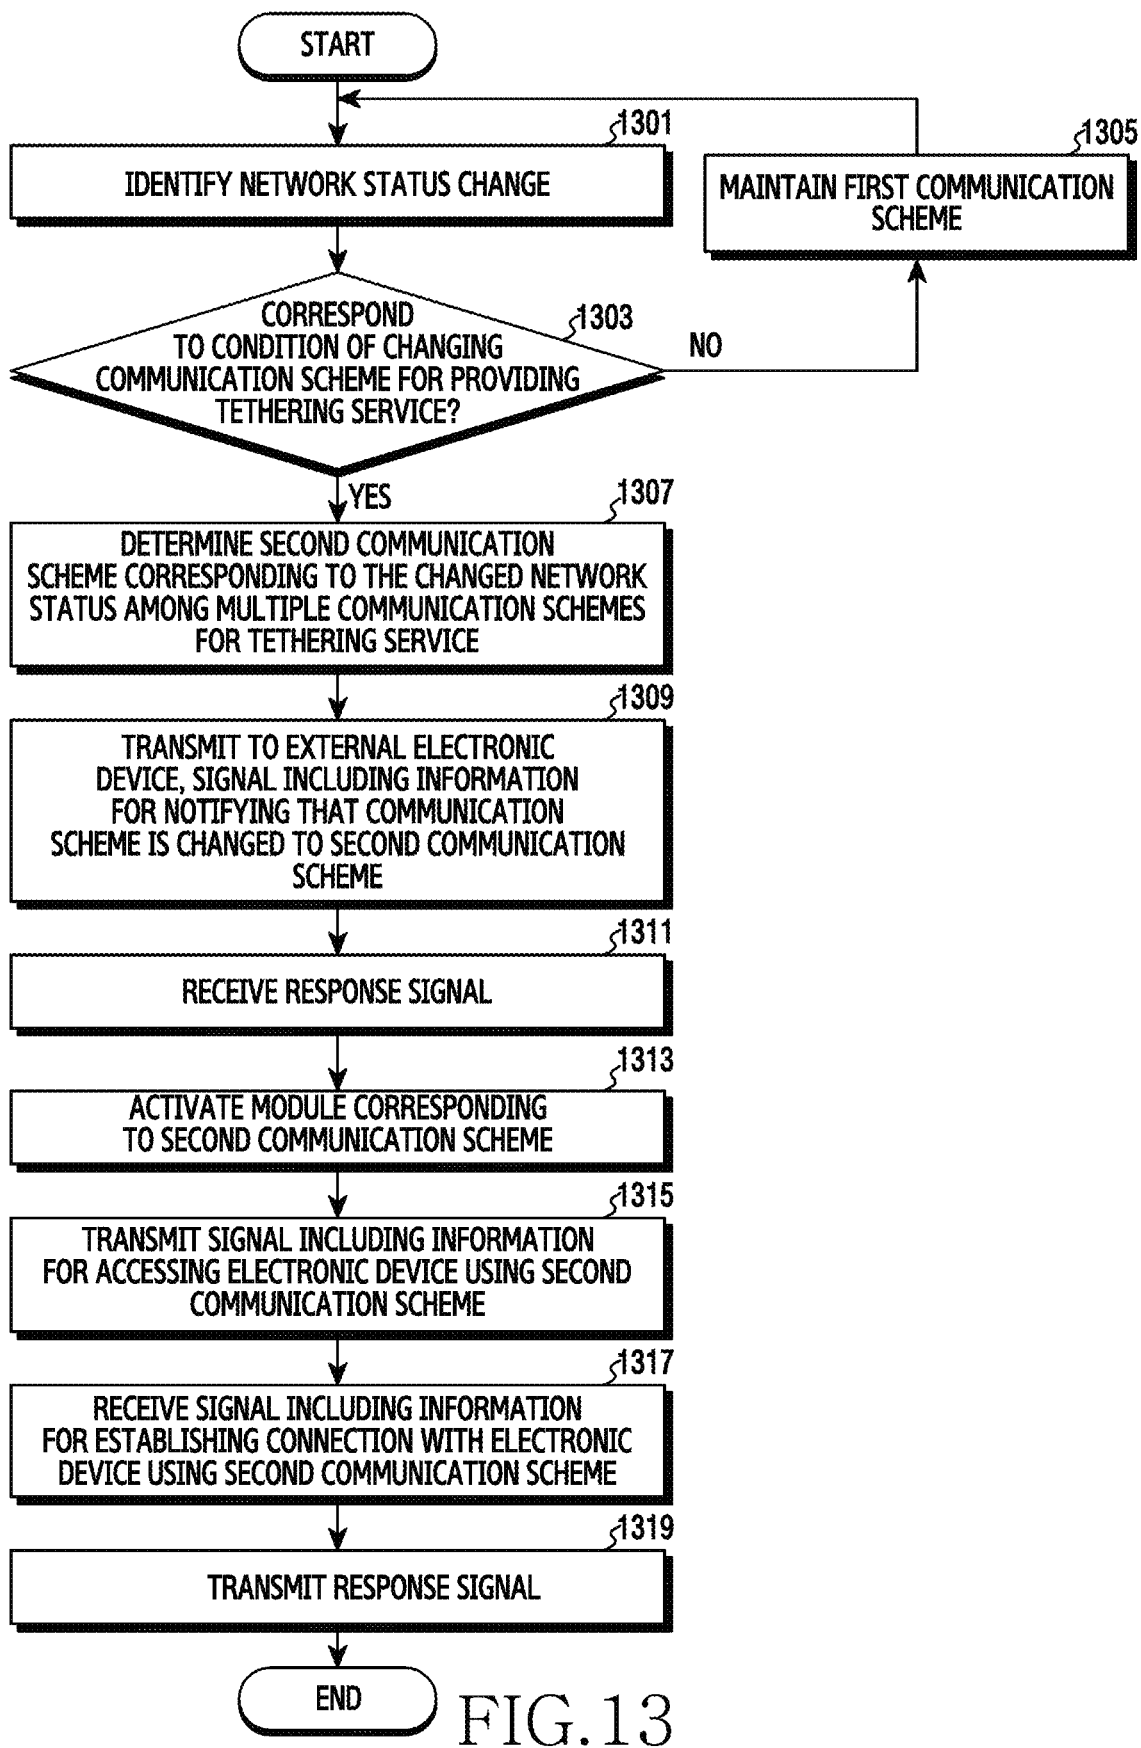 START
1301
IDENTIFY NETWORK STATUS CHANGE
1305
MAINTAIN FIRST COMMUNICATION
SCHEME
1303
CORRESPOND
TO CONDITION OF CHANGING
COMMUNICATION SCHEME FOR PROVIDING
TETHERING SERVICE?
NO
YES
1307
DETERMINE SECOND COMMUNICATION
SCHEME CORRESPONDING TO THE CHANGED NETWORK
STATUS AMONG MULTIPLE COMMUNICATION SCHEMES
FOR TETHERING SERVICE
1309
TRANSMIT TO EXTERNAL ELECTRONIC
DEVICE, SIGNAL INCLUDING INFORMATION
FOR NOTIFYING THAT COMMUNICATION
SCHEME IS CHANGED TO SECOND COMMUNICATION
SCHEME
1311
RECEIVE RESPONSE SIGNAL
1313
ACTIVATE MODULE CORRESPONDING
TO SECOND COMMUNICATION SCHEME
1315
TRANSMIT SIGNAL INCLUDING INFORMATION
FOR ACCESSING ELECTRONIC DEVICE USING SECOND
COMMUNICATION SCHEME
1317
RECEIVE SIGNAL INCLUDING INFORMATION
FOR ESTABLISHING CONNECTION WITH ELECTRONIC
DEVICE USING SECOND COMMUNICATION SCHEME
1319
TRANSMIT RESPONSE SIGNAL
END
FIG.13